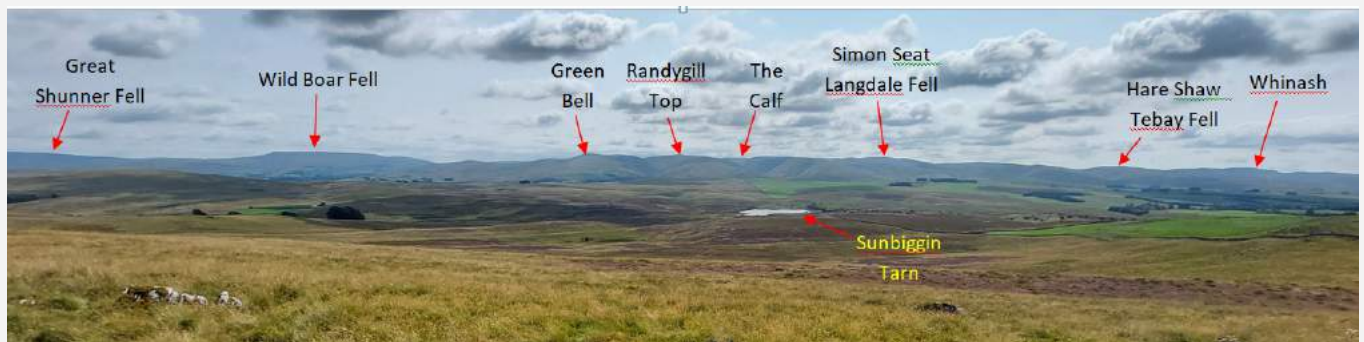 Great
Shunner Fell
Wild Boar Fell
Green
Bell
Randygill
Top
The
Calf
Simon Seat
Langdale Fell
Hare Shaw
Tebay Fell
Whinash
Sunbiggin
Tarn